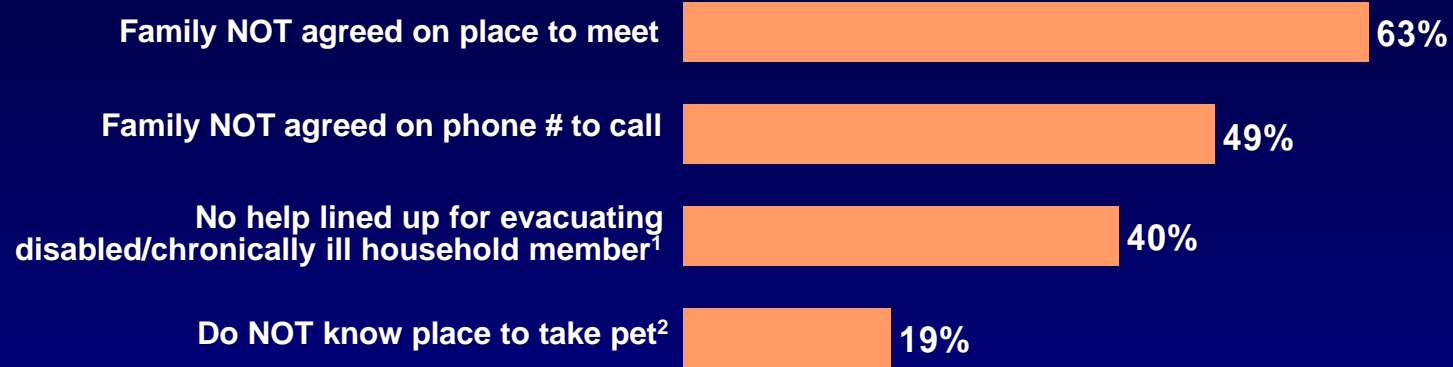 Family NOT agreed on place to meet 63%
Family NOT agreed on phone # to call 49%
No help lined up for evacuating
disabled/chronically ill household member¹ 40%
Do NOT know place to take pet² 19%